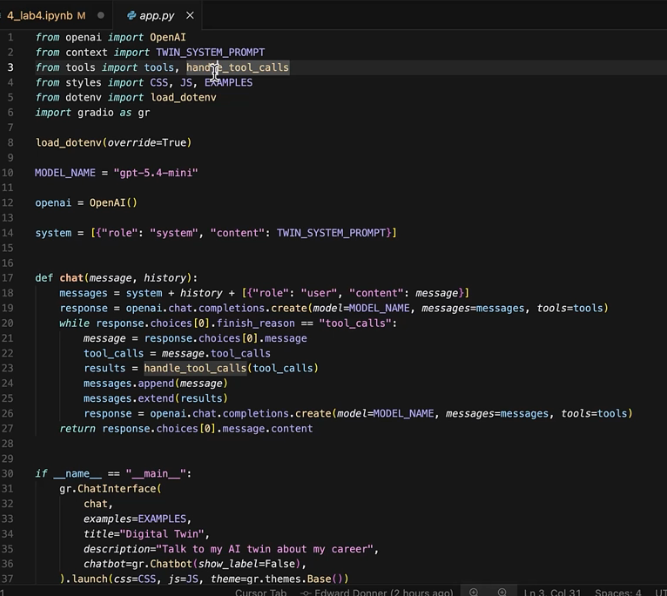 4_lab4.ipynb M app.py
1 from openai import OpenAI
2 from context import TWIN_SYSTEM_PROMPT
3 from tools import tools, handle_tool_calls
4 from styles import CSS, JS, EXAMPLES
5 from dotenv import load_dotenv
6 import gradio as gr
7
8 load_dotenv(override=True)
9
10 MODEL_NAME = "gpt-5.4-mini"
11
12 openai = OpenAI()
13
14 system = [{"role": "system", "content": TWIN_SYSTEM_PROMPT}]
15
16
17 def chat(message, history):
18 messages = system + history + [{"role": "user", "content": message}]
19 response = openai.chat.completions.create(model=MODEL_NAME, messages=messages, tools=tools)
20 while response.choices[0].finish_reason == "tool_calls":
21 message = response.choices[0].message
22 tool_calls = message.tool_calls
23 results = handle_tool_calls(tool_calls)
24 messages.append(message)
25 messages.extend(results)
26 response = openai.chat.completions.create(model=MODEL_NAME, messages=messages, tools=tools)
27 return response.choices[0].message.content
28
29
30 if __name__ == "__main__":
31 gr.ChatInterface(
32 chat,
33 examples=EXAMPLES,
34 title="Digital Twin",
35 description="Talk to my AI twin about my career",
36 chatbot=gr.Chatbot(show_label=False),
37 ).launch(css=CSS, js=JS, theme=gr.themes.Base())
Cursor Tab Edward Donner (2 hours ago) Ln 3, Col 31 Spaces: 4